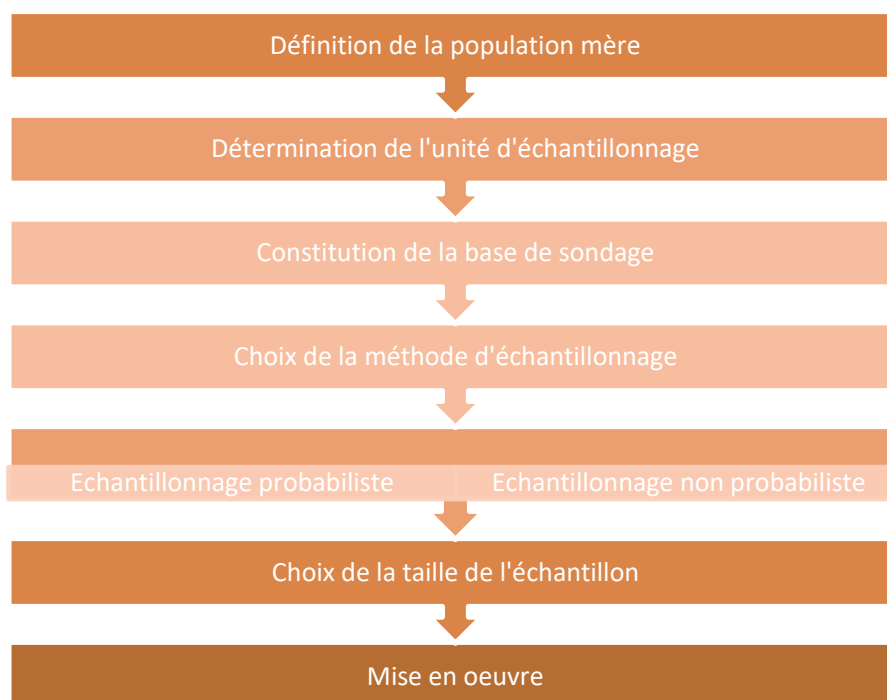 Définition de la population mère
Détermination de l'unité d'échantillonnage
Constitution de la base de sondage
Choix de la méthode d'échantillonnage
Echantillonnage probabiliste
Echantillonnage non probabiliste
Choix de la taille de l'échantillon
Mise en oeuvre